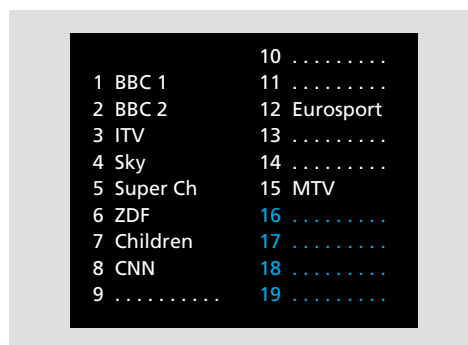 1 BBC 1
2 BBC 2
3 ITV
4 Sky
5 Super Ch
6 ZDF
7 Children
8 CNN
9 . . . . . . . . . .
10 . . . . . . . . .
11 . . . . . . . . .
12 Eurosport
13 . . . . . . . . .
14 . . . . . . . . .
15 MTV
16 . . . . . . . . .
17 . . . . . . . . .
18 . . . . . . . . .
19 . . . . . . . . .